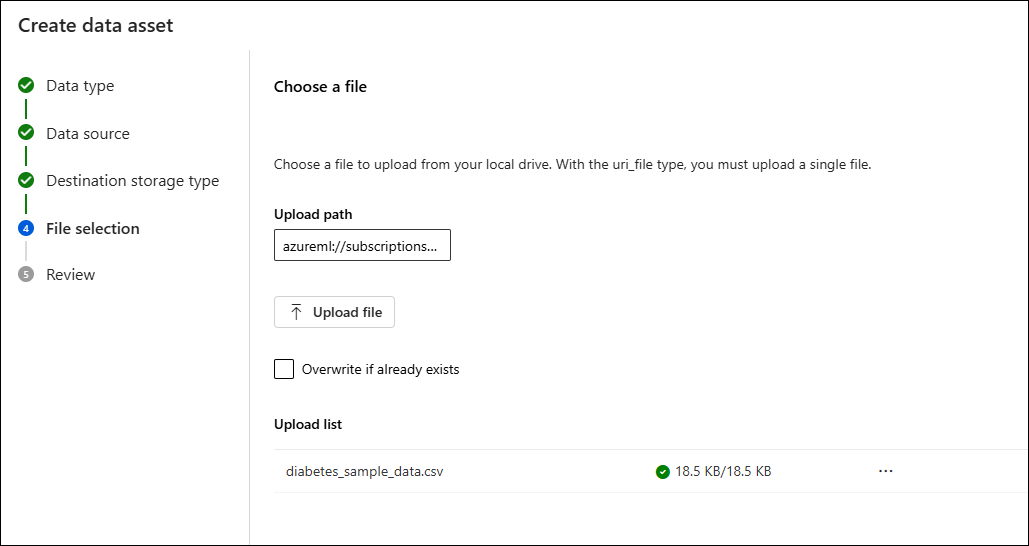 Create data asset
Data type
Data source
Destination storage type
4 File selection
5 Review
Choose a file
Choose a file to upload from your local drive. With the uri_file type, you must upload a single file.
Upload path
azureml://subscriptions...
Upload file
Overwrite if already exists
Upload list
diabetes_sample_data.csv 18.5 KB/18.5 KB ...